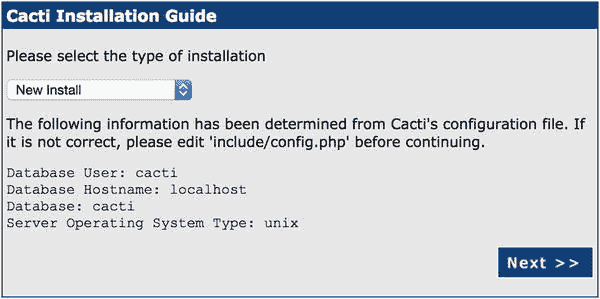 Cacti Installation Guide
Please select the type of installation
New Install
The following information has been determined from Cacti's configuration file. If
it is not correct, please edit 'include/config.php' before continuing.
Database User: cacti
Database Hostname: localhost
Database: cacti
Server Operating System Type: unix
Next >>